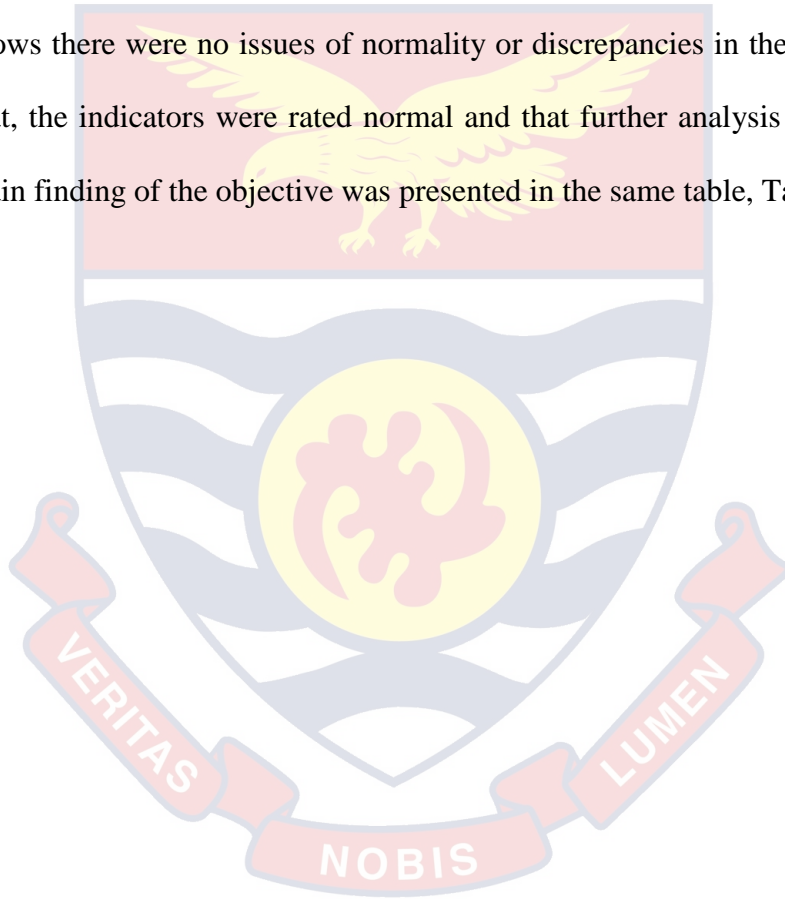 ows there were no issues of normality or discrepancies in the
t, the indicators were rated normal and that further analysis
in finding of the objective was presented in the same table, Ta
VERITAS
NOBIS
LUMEN